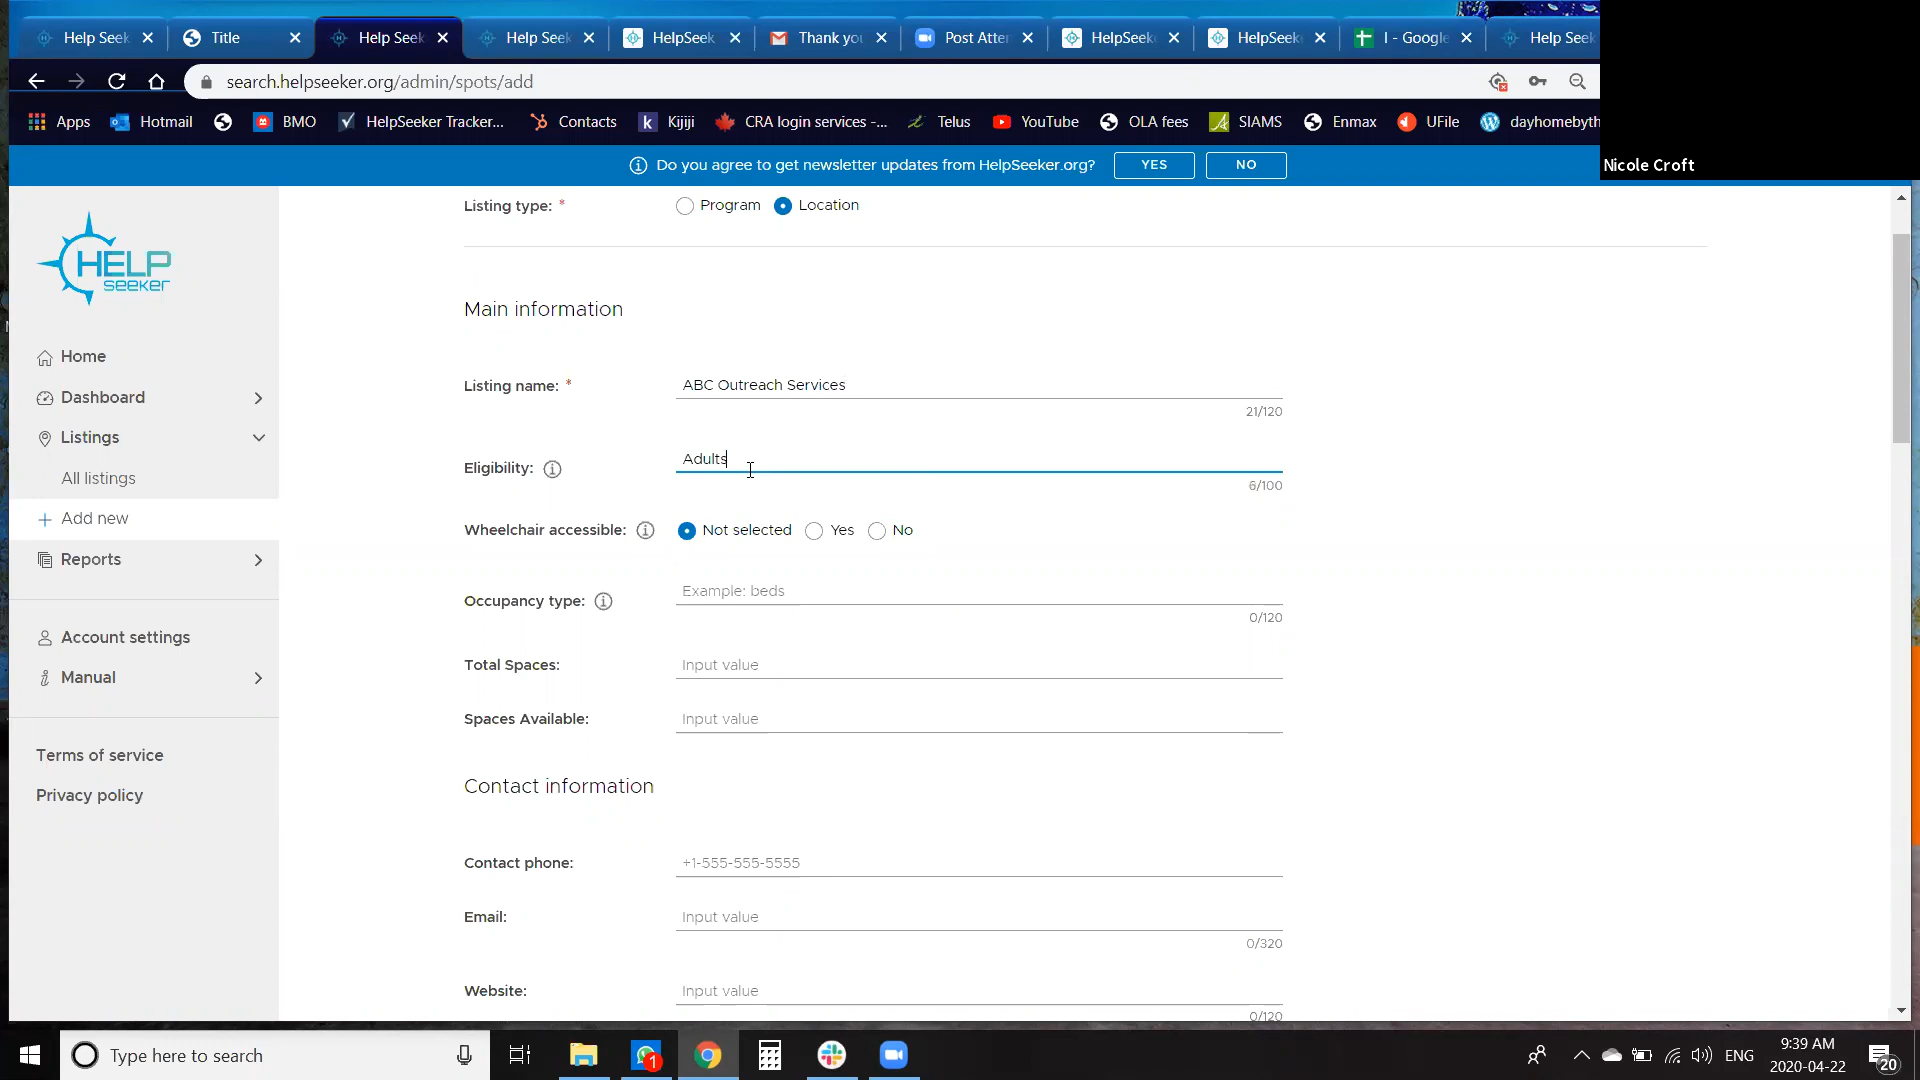 Help Seek
Title
Help Seek
Help Seek
HelpSeek
Thank you
Post Atten
HelpSeek
HelpSeek
I - Google
Help Seek
search.helpseeker.org/admin/spots/add
Apps
Hotmail
BMO
HelpSeeker Tracker...
Contacts
Kijiji
CRA login services -...
Telus
YouTube
OLA fees
SIAMS
Enmax
UFile
dayhomebyth
Nicole Croft
Do you agree to get newsletter updates from HelpSeeker.org?
YES
NO
HELP
seeker
Home
Dashboard
Listings
All listings
Add new
Reports
Account settings
Manual
Terms of service
Privacy policy
Listing type: *
Program
Location
Main information
Listing name: *
ABC Outreach Services
21/120
Eligibility:
Adults
6/100
Wheelchair accessible:
Not selected
Yes
No
Occupancy type:
Example: beds
0/120
Total Spaces:
Input value
Spaces Available:
Input value
Contact information
Contact phone:
+1-555-555-5555
Email:
Input value
0/320
Website:
Input value
0/120
Type here to search
1
ENG
9:39 AM
2020-04-22
20